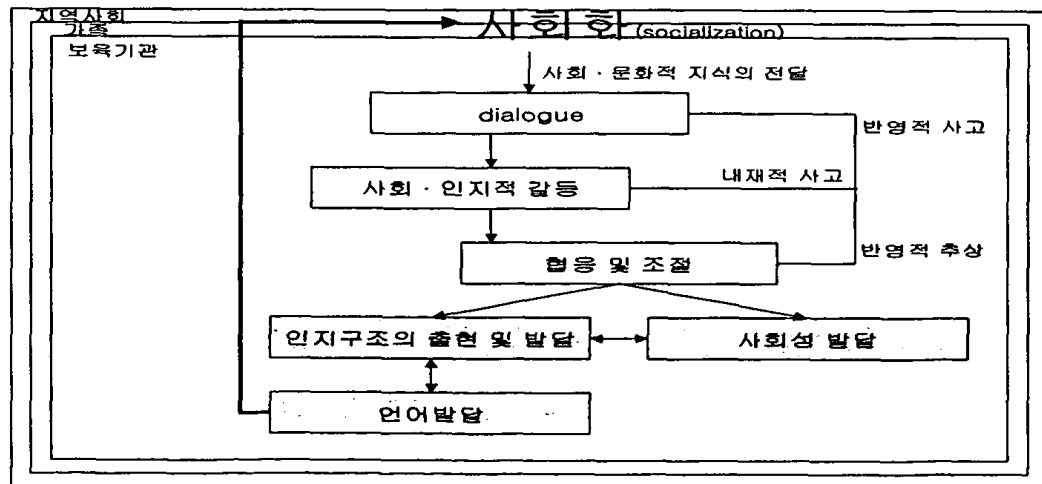 지역사회
가족
사회화 (socialization)
보육기관
사회 · 문화적 지식의 전달
dialogue
반영적 사고
사회 · 인지적 갈등
내재적 사고
협응 및 조절
반영적 추상
인지구조의 출현 및 발달
사회성 발달
언어발달